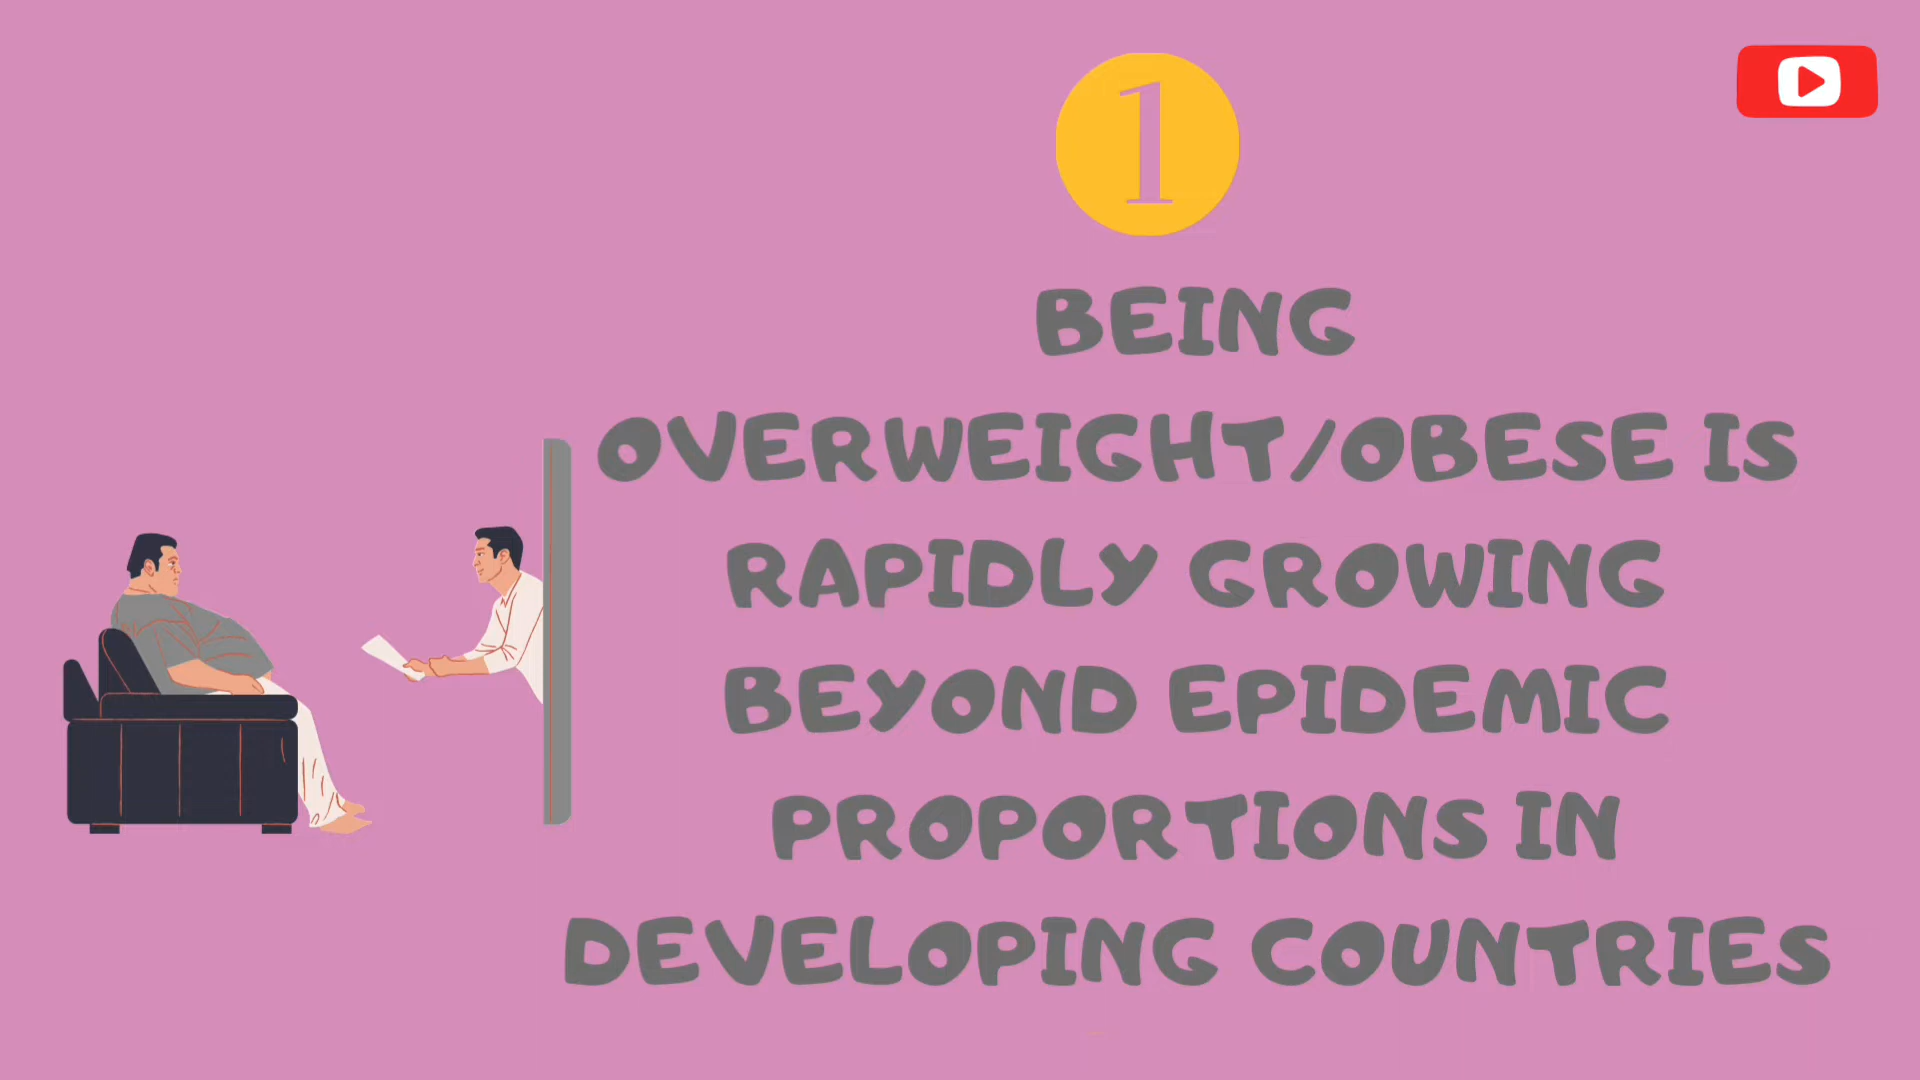 1
BEING
OVERWEIGHT/OBESE IS
RAPIDLY GROWING
BEYOND EPIDEMIC
PROPORTIONS IN
DEVELOPING COUNTRIES